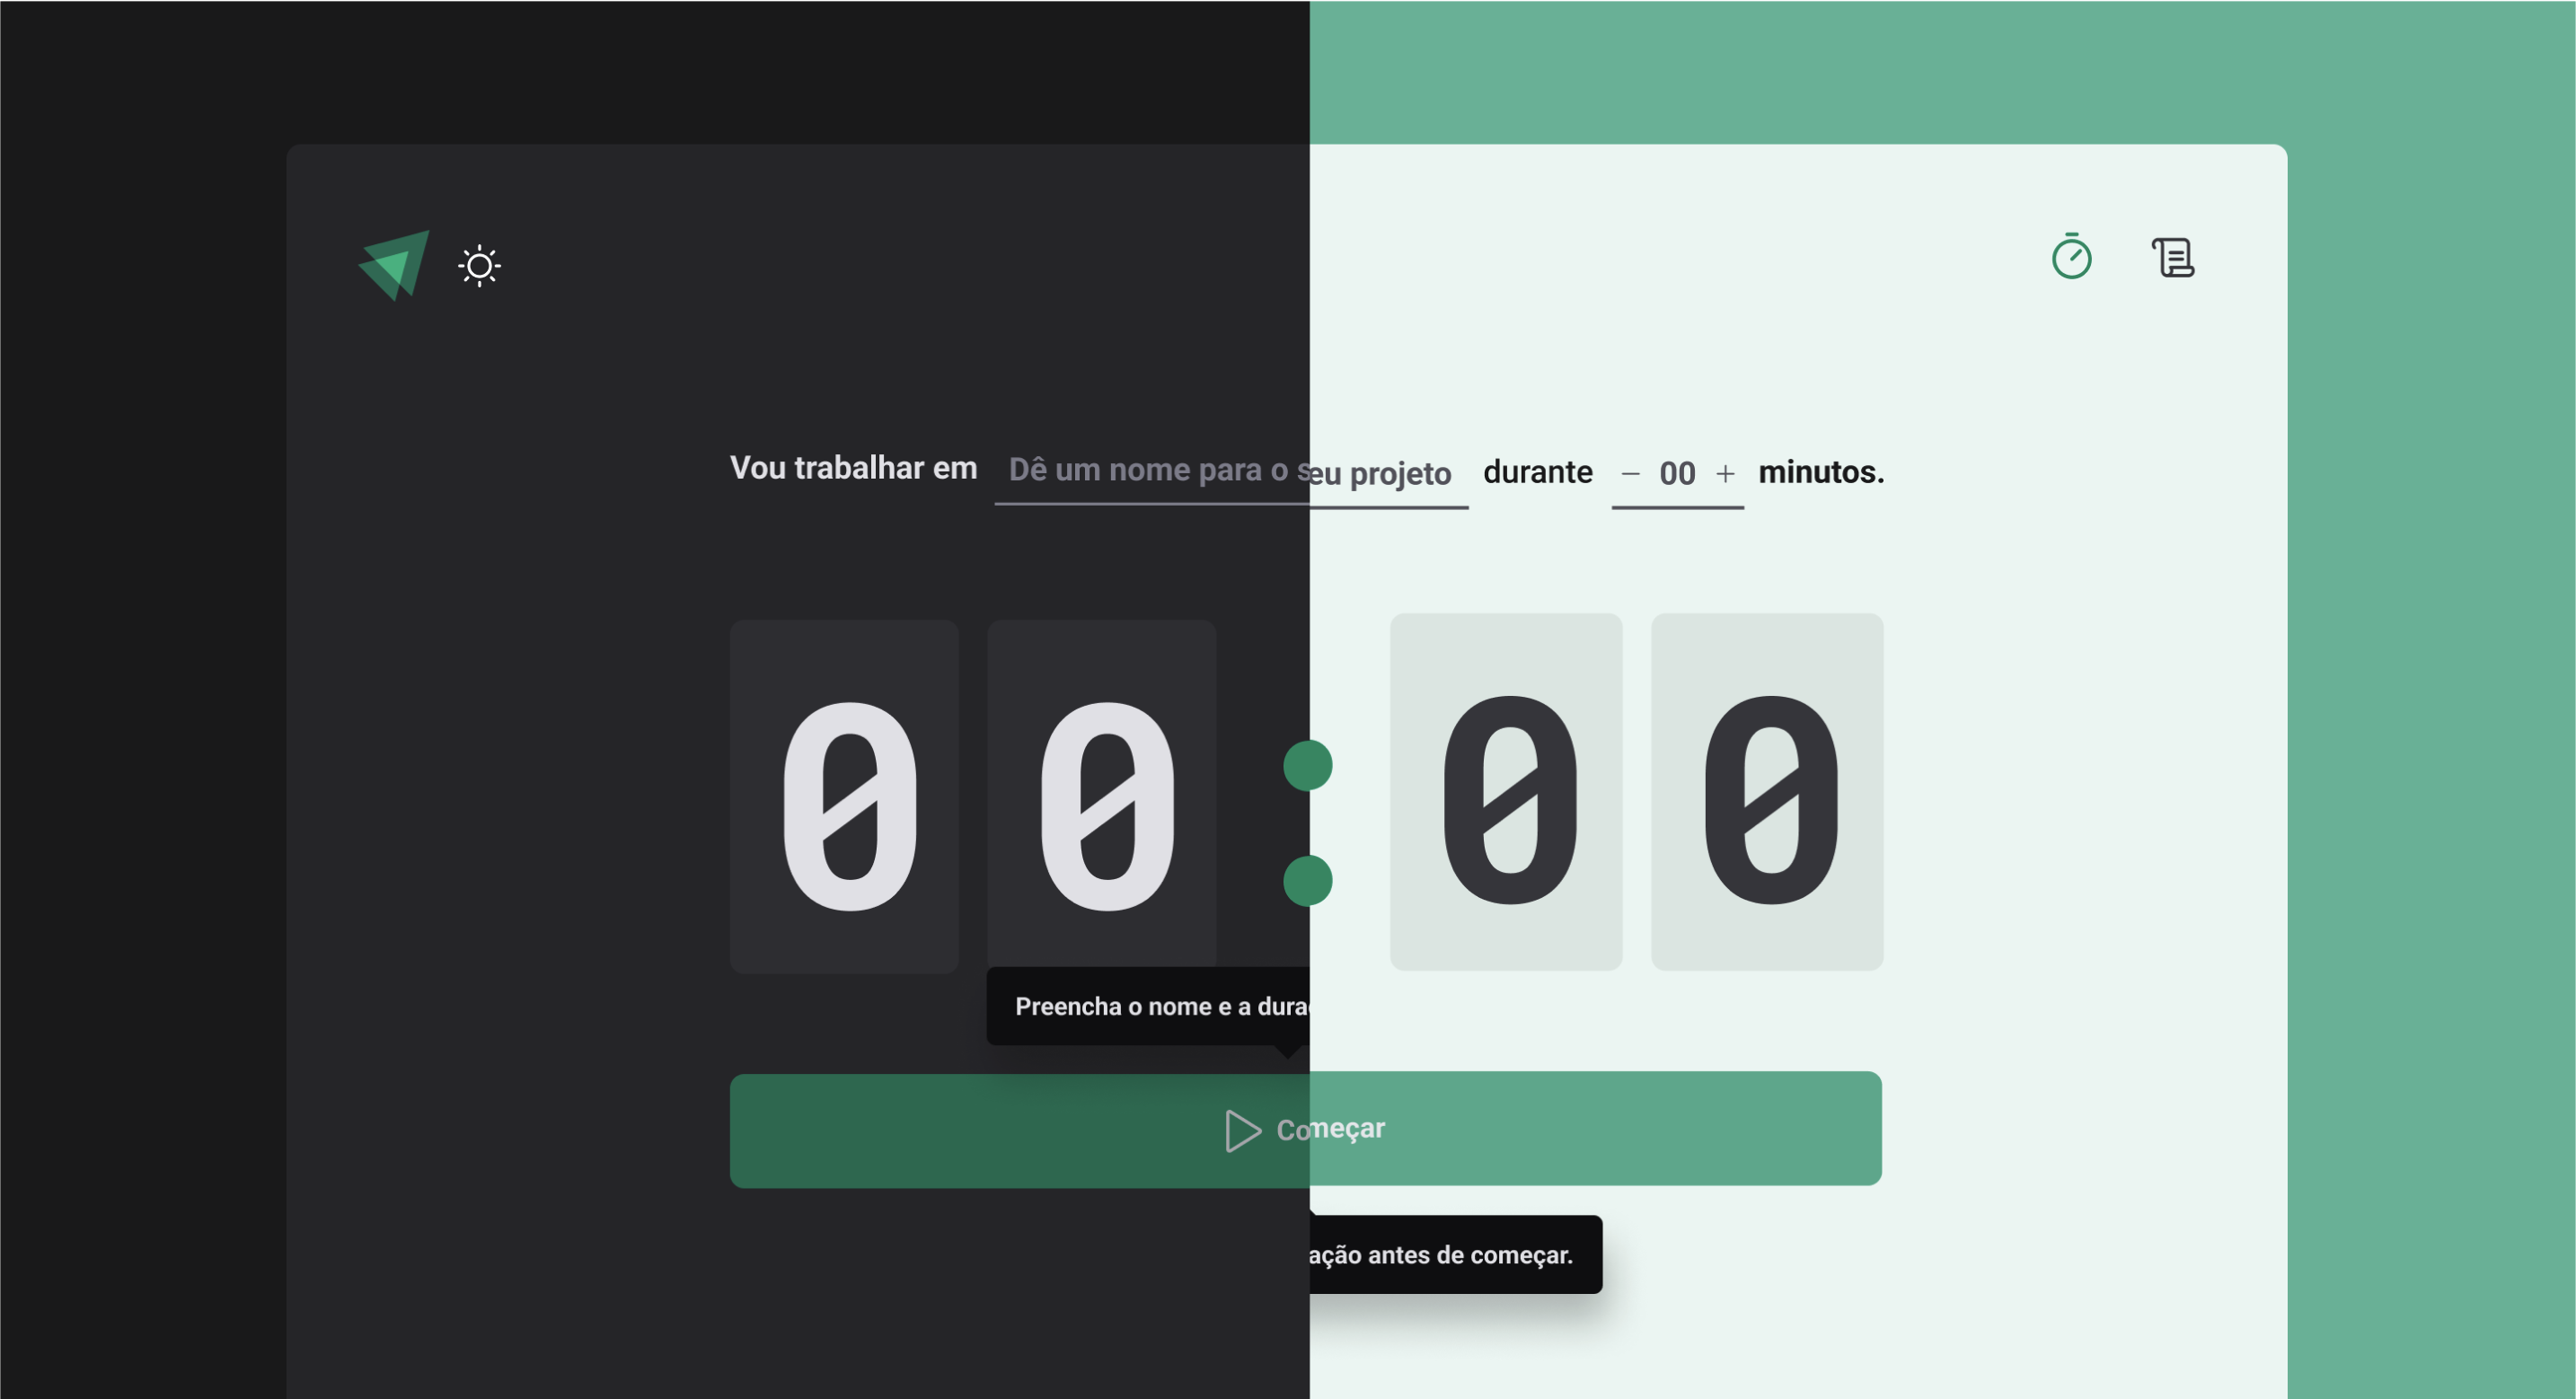 Vou trabalhar em Dê um nome para o seu projeto durante − 00 + minutos.
0 0 : 0 0
Preencha o nome e a duraç
Começar
ação antes de começar.